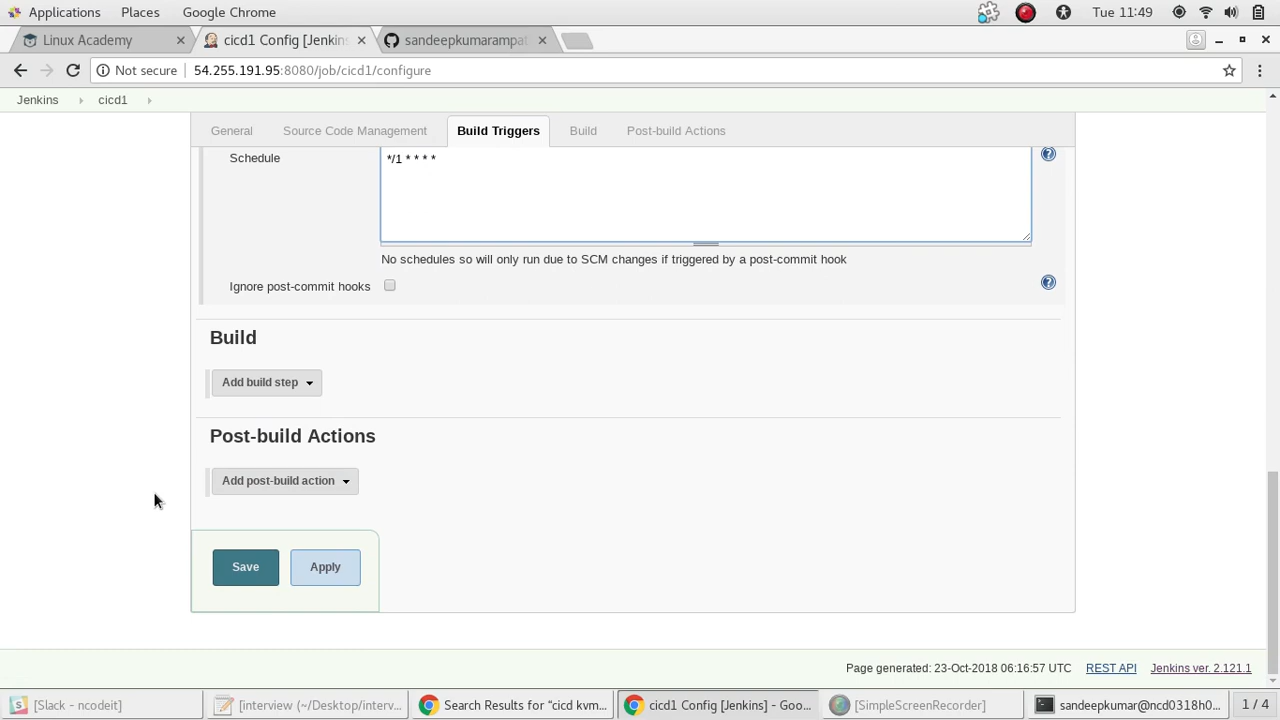 Applications Places Google Chrome Tue 11:49
Linux Academy cicd1 Config [Jenkins sandeepkumarampat
Not secure 54.255.191.95:8080/job/cicd1/configure
Jenkins cicd1
General Source Code Management Build Triggers Build Post-build Actions
Schedule */1 * * * *
No schedules so will only run due to SCM changes if triggered by a post-commit hook
Ignore post-commit hooks
Build
Add build step
Post-build Actions
Add post-build action
Save Apply
Page generated: 23-Oct-2018 06:16:57 UTC REST API Jenkins ver. 2.121.1
[Slack - ncodeit] [interview (~/Desktop/interv... Search Results for “cicd kvm... cicd1 Config [Jenkins] - Goo... [SimpleScreenRecorder] sandeepkumar@ncd0318h0... 1 / 4